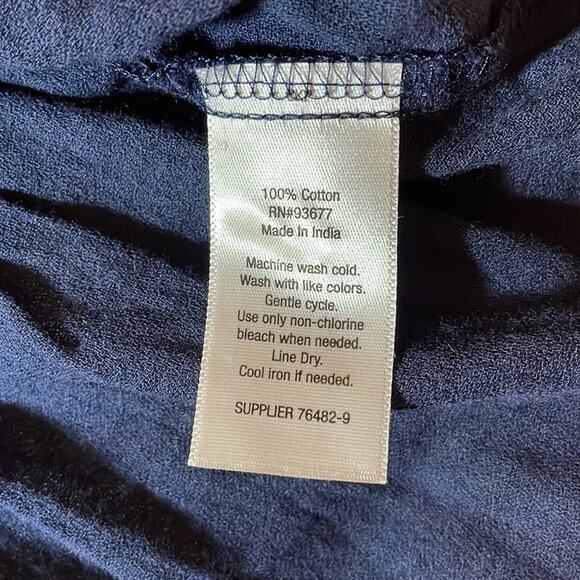 100% Cotton
RN#93677
Made In India
Machine wash cold.
Wash with like colors.
Gentle cycle.
Use only non-chlorine
bleach when needed.
Line Dry.
Cool iron if needed.
SUPPLIER 76482-9